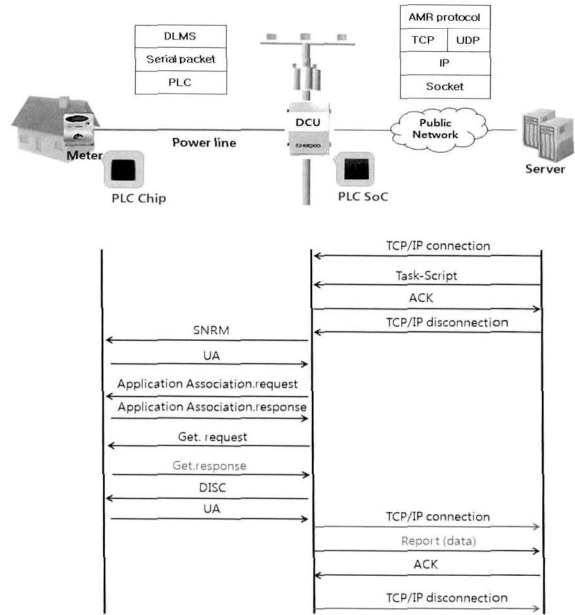 AMR protocol
DLMS
TCP UDP
Serial packet
IP
PLC
Socket
DCU
Public
Network
Power line
Meter
Server
PLC Chip
PLC SoC
TCP/IP connection
Task-Script
ACK
TCP/IP disconnection
SNRM
UA
Application Association.request
Application Association.response
Get. request
Get.response
DISC
UA
TCP/IP connection
Report (data)
ACK
TCP/IP disconnection